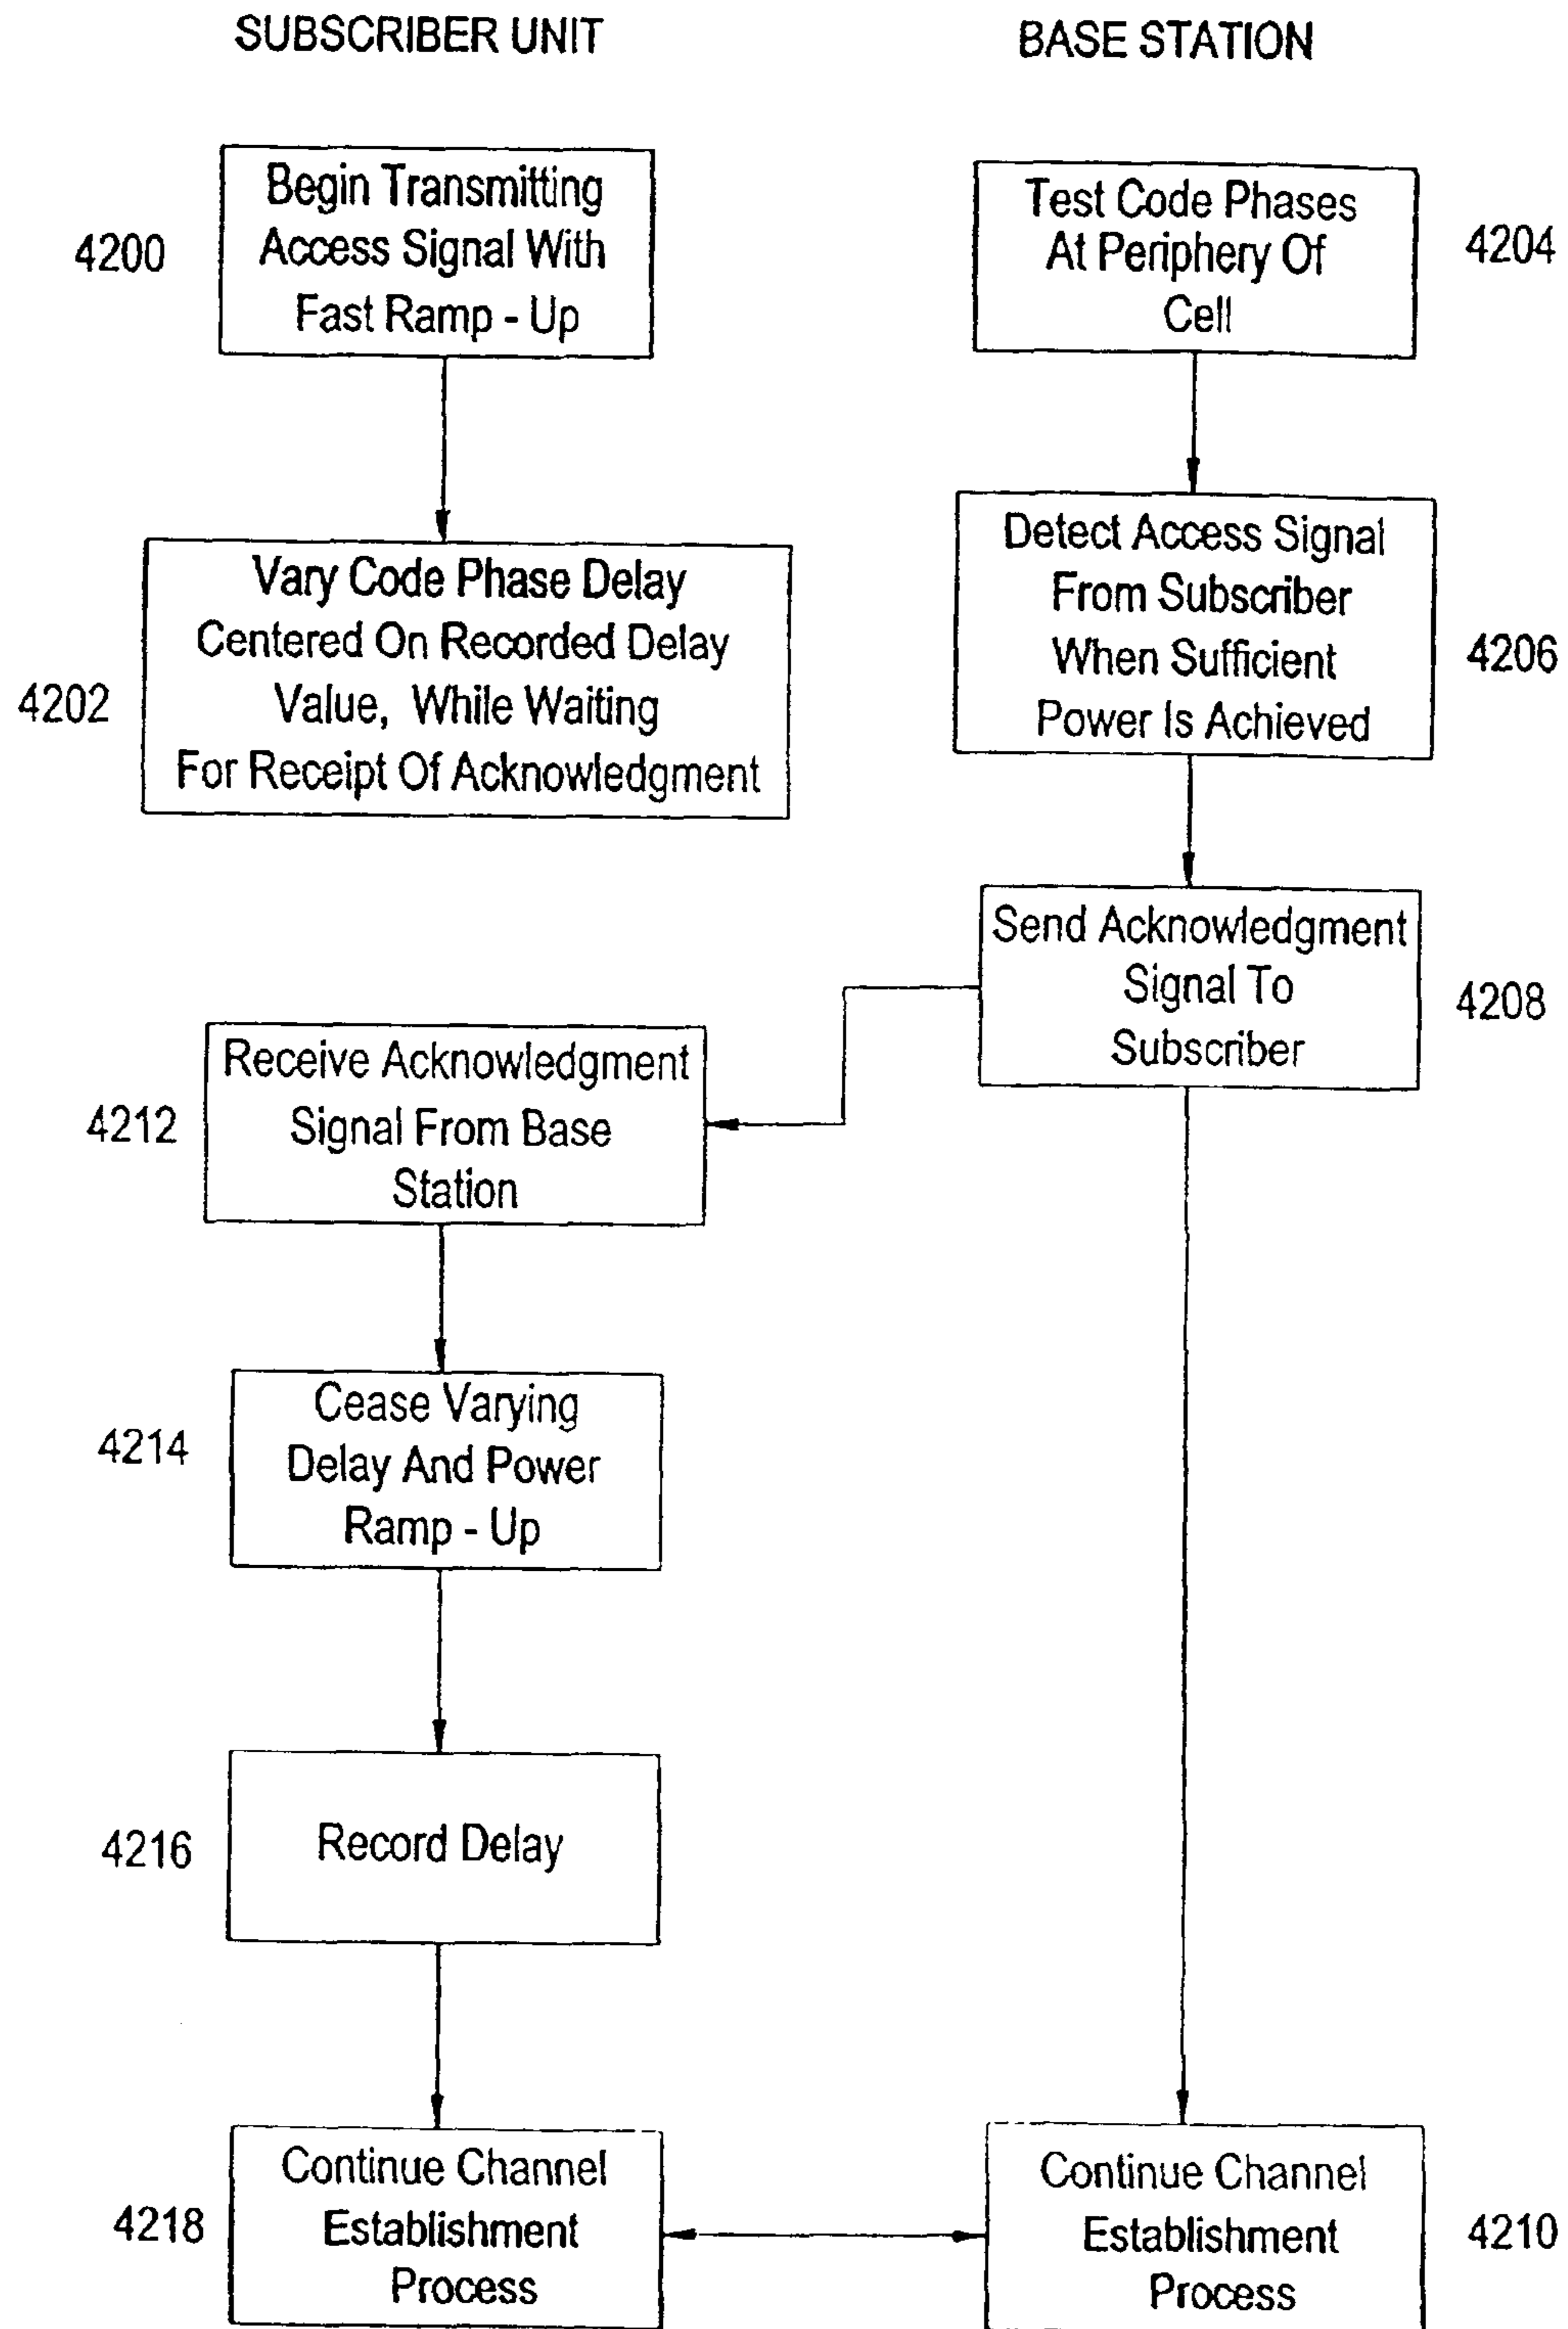 SUBSCRIBER UNIT
BASE STATION
4200
Begin Transmitting
Access Signal With
Fast Ramp - Up
Test Code Phases
At Periphery Of
Cell
4204
4202
Vary Code Phase Delay
Centered On Recorded Delay
Value, While Waiting
For Receipt Of Acknowledgment
Detect Access Signal
From Subscriber
When Sufficient
Power Is Achieved
4206
Send Acknowledgment
Signal To
Subscriber
4208
4212
Receive Acknowledgment
Signal From Base
Station
4214
Cease Varying
Delay And Power
Ramp - Up
4216
Record Delay
4218
Continue Channel
Establishment
Process
Continue Channel
Establishment
Process
4210